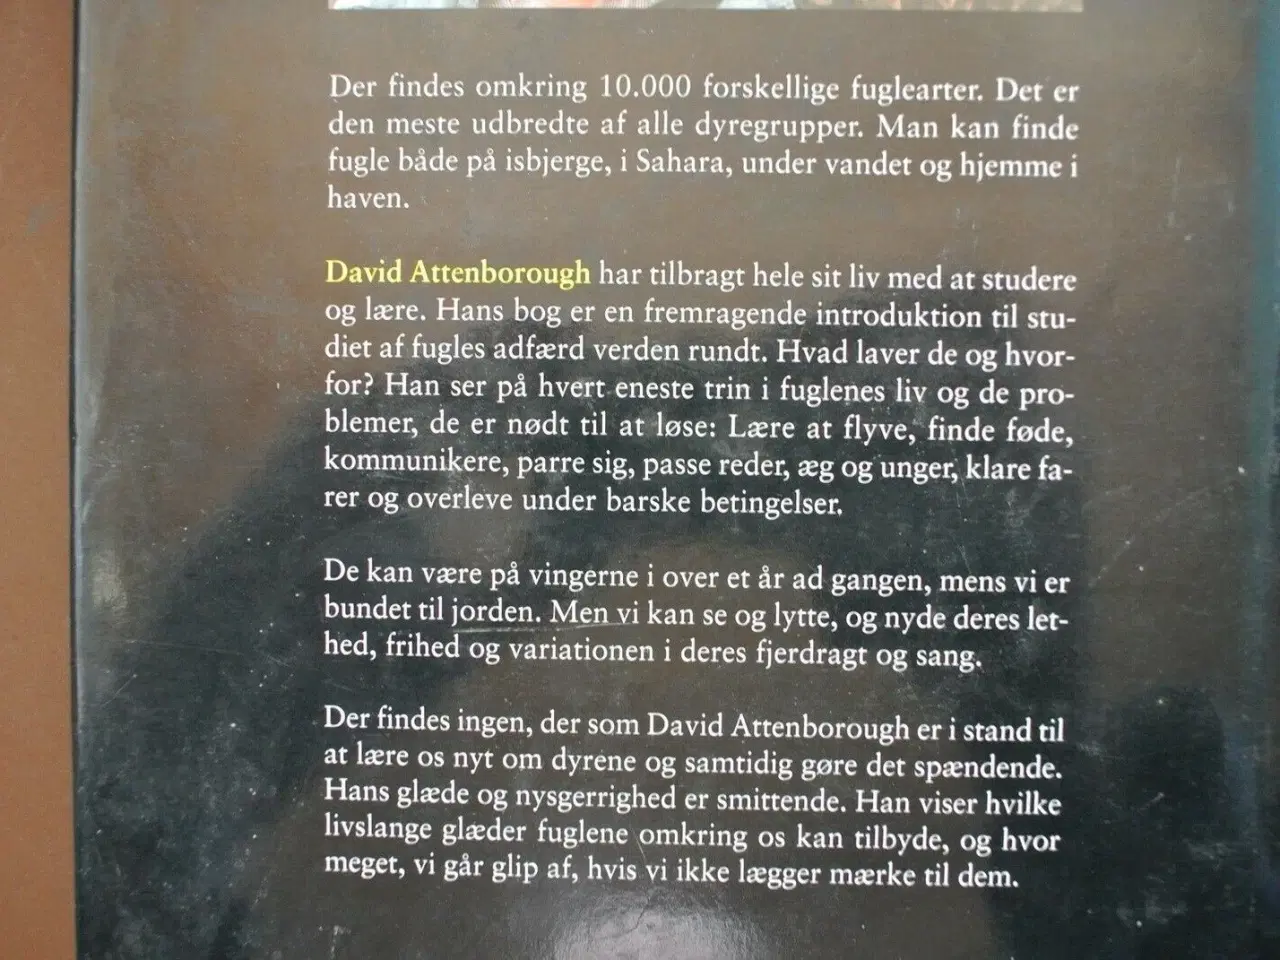 Der findes omkring 10.000 forskellige fuglearter. Det er
den meste udbredte af alle dyregrupper. Man kan finde
fugle både på isbjerge, i Sahara, under vandet og hjemme i
haven.
David Attenborough har tilbragt hele sit liv med at studere
og lære. Hans bog er en fremragende introduktion til stu-
diet af fugles adfærd verden rundt. Hvad laver de og hvor-
for? Han ser på hvert eneste trin i fuglenes liv og de pro-
blemer, de er nødt til at løse: Lære at flyve, finde føde,
kommunikere, parre sig, passe reder, æg og unger, klare fa-
rer og overleve under barske betingelser.
De kan være på vingerne i over et år ad gangen, mens vi er
bundet til jorden. Men vi kan se og lytte, og nyde deres let-
hed, frihed og variationen i deres fjerdragt og sang.
Der findes ingen, der som David Attenborough er i stand til
at lære os nyt om dyrene og samtidig gøre det spændende.
Hans glæde og nysgerrighed er smittende. Han viser hvilke
livslange glæder fuglene omkring os kan tilbyde, og hvor
meget, vi går glip af, hvis vi ikke lægger mærke til dem.